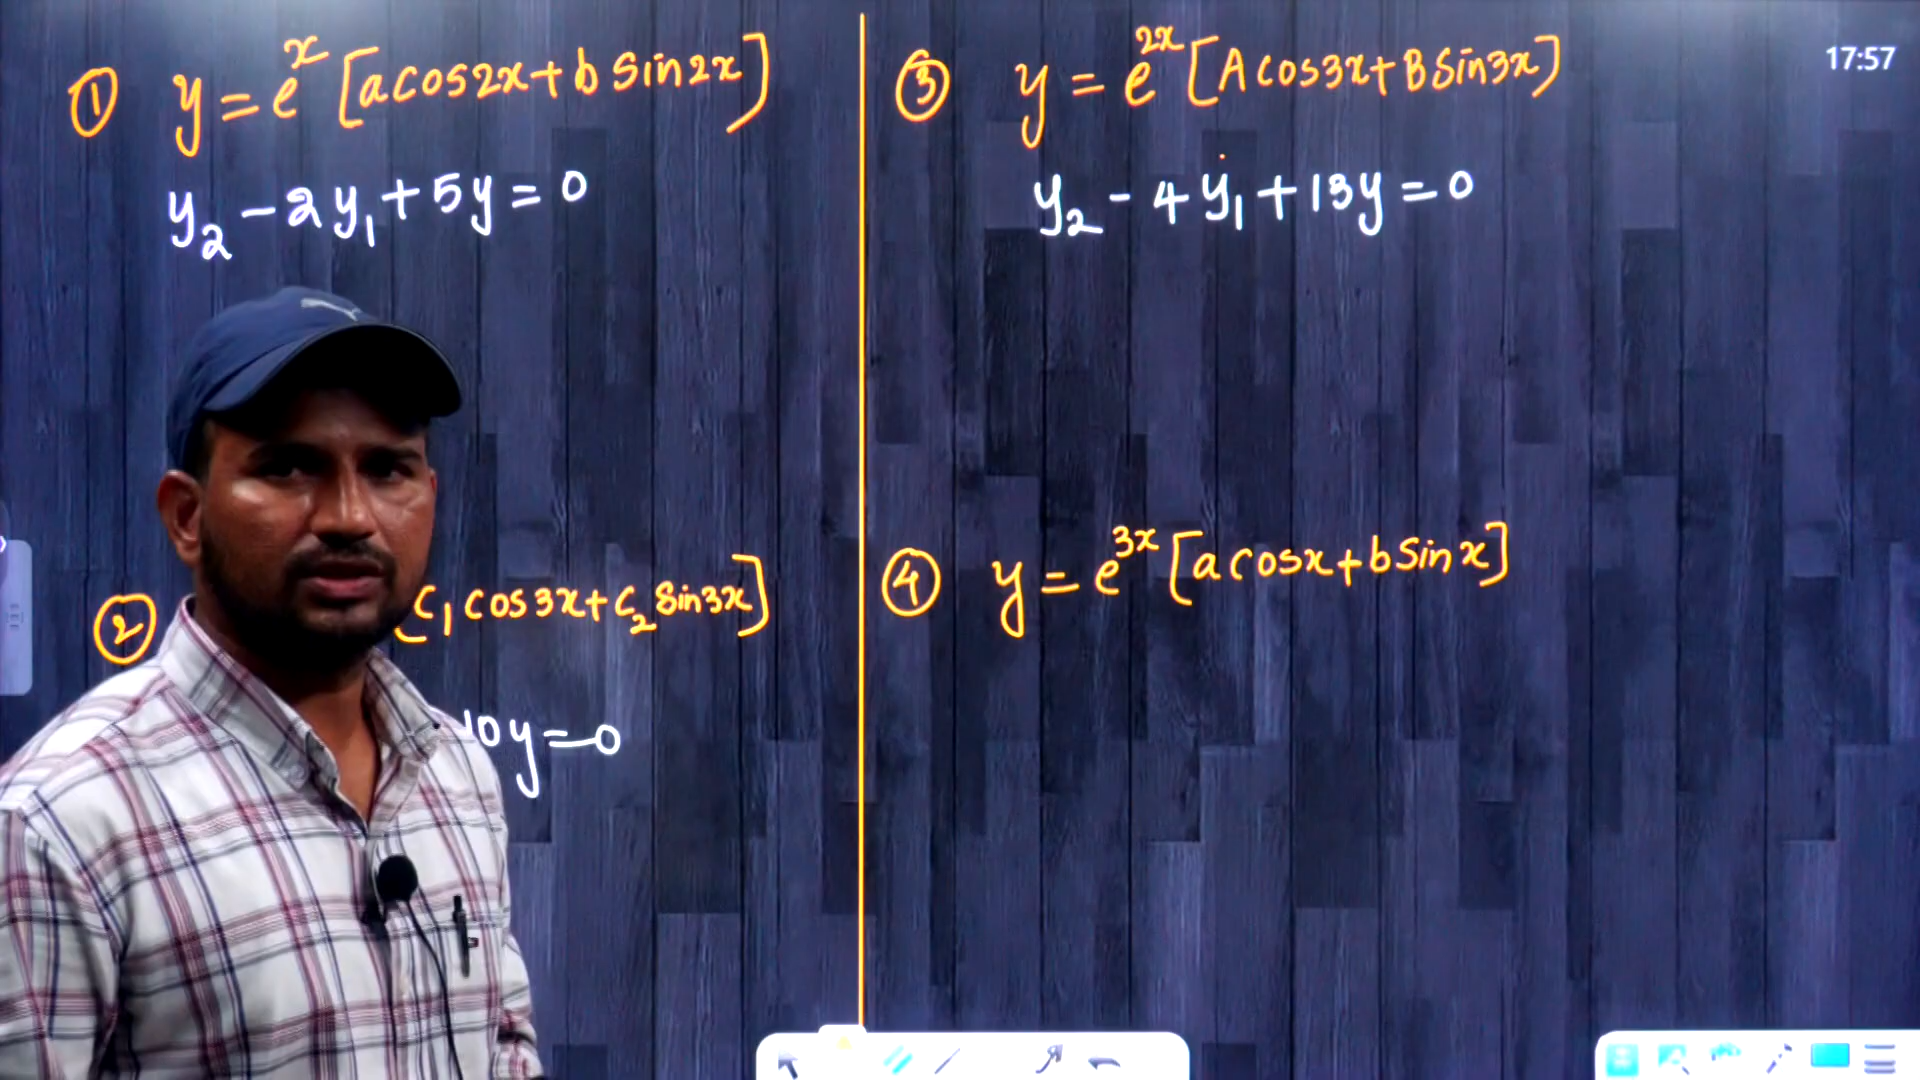 ① y = e^x [a cos2x + b sin2x]
y₂ - 2y₁ + 5y = 0
② [C₁ cos3x + C₂ Sin3x]
10y = 0
③ y = e^2x [A cos3x + B Sin3x]
y₂ - 4y₁ + 13y = 0
④ y = e^3x [a cosx + b Sin x]
17:57